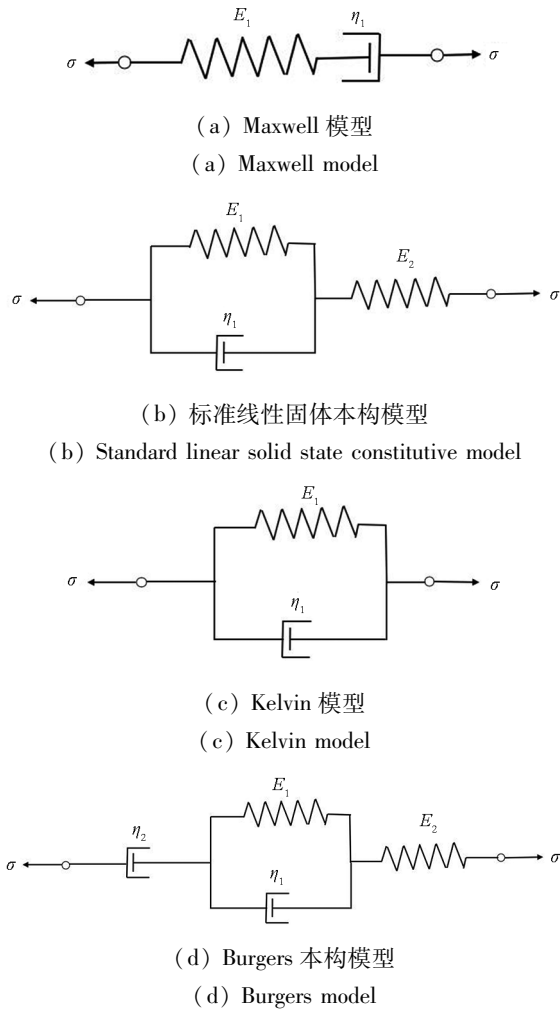 E₁
η₁
σ
σ
(a) Maxwell 模型
(a) Maxwell model
E₁
E₂
σ
σ
η₁
(b) 标准线性固体本构模型
(b) Standard linear solid state constitutive model
E₁
σ
σ
η₁
(c) Kelvin 模型
(c) Kelvin model
E₁
η₂
E₂
σ
σ
η₁
(d) Burgers 本构模型
(d) Burgers model